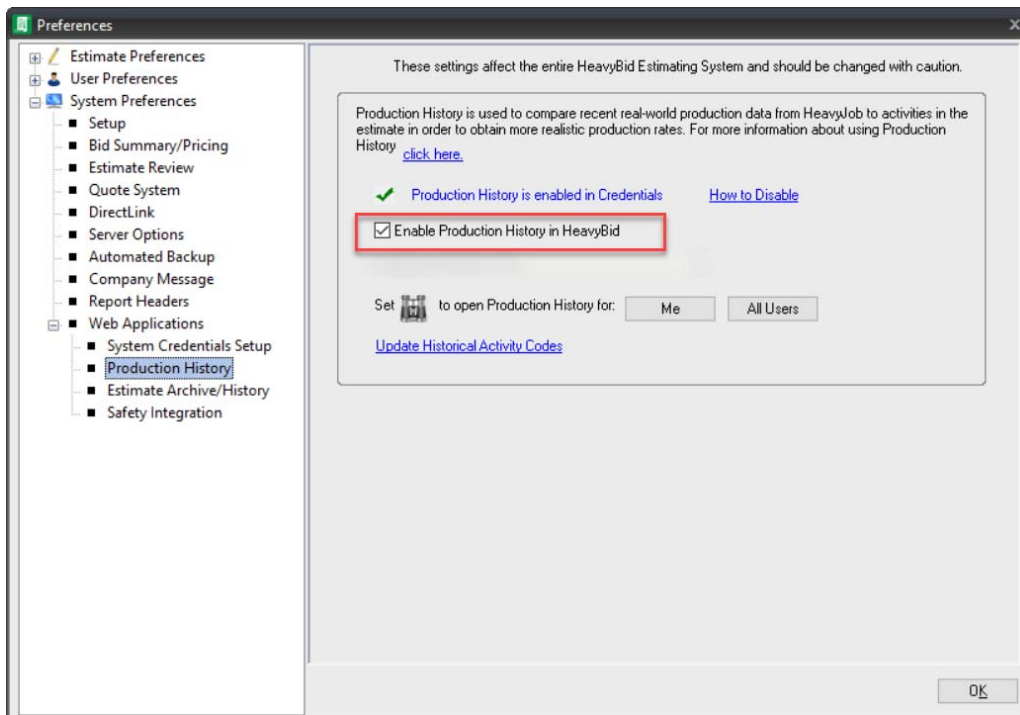 Preferences
x
Estimate Preferences
User Preferences
System Preferences
Setup
Bid Summary/Pricing
Estimate Review
Quote System
DirectLink
Server Options
Automated Backup
Company Message
Report Headers
Web Applications
System Credentials Setup
Production History
Estimate Archive/History
Safety Integration
These settings affect the entire HeavyBid Estimating System and should be changed with caution.
Production History is used to compare recent real-world production data from HeavyJob to activities in the
estimate in order to obtain more realistic production rates. For more information about using Production
History click here.
Production History is enabled in Credentials How to Disable
Enable Production History in HeavyBid
Set to open Production History for: Me All Users
Update Historical Activity Codes
OK